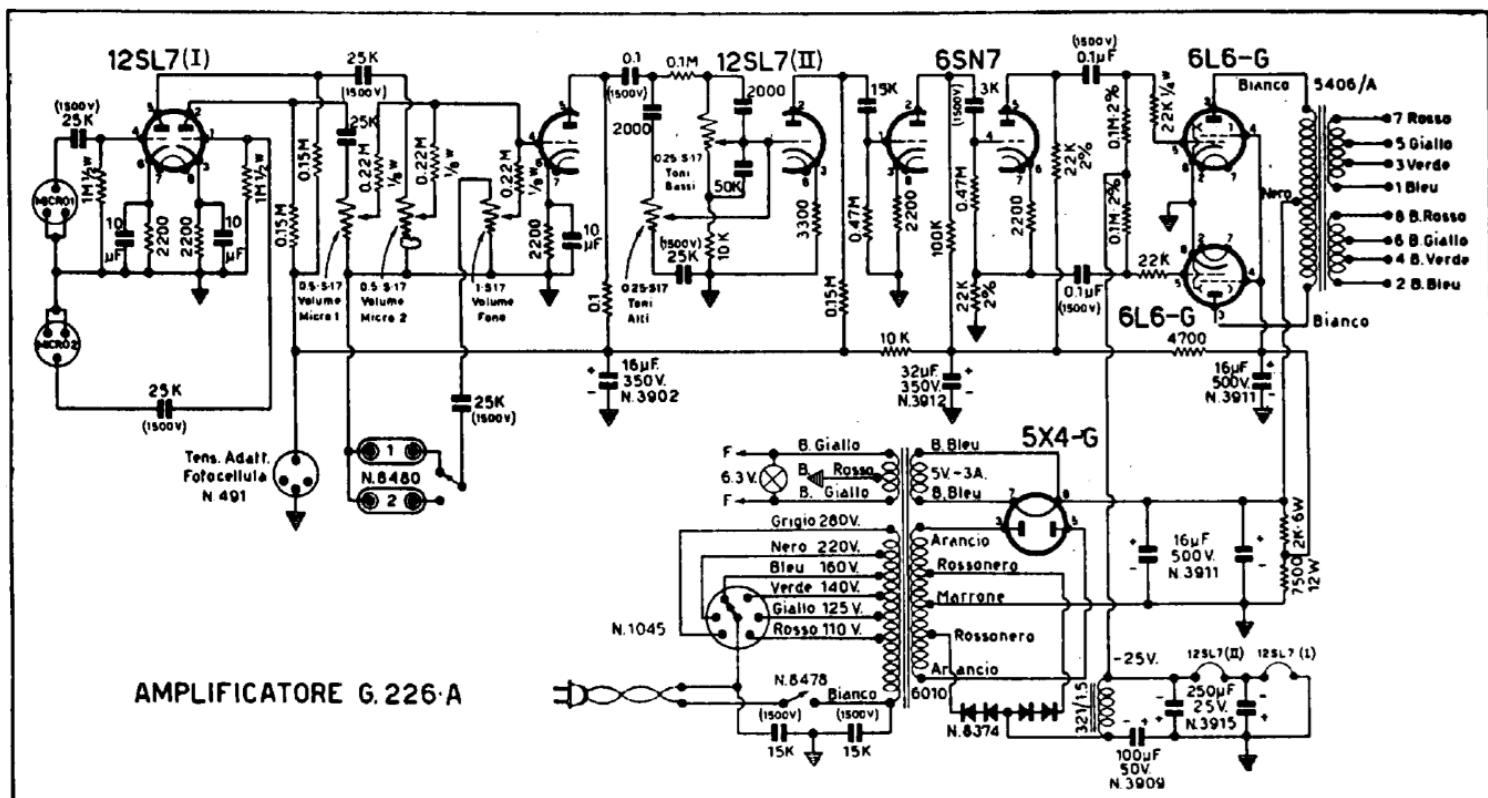 12SL7(I)
25K
(1500V)
(1500V)
25K
1M ½W
MICRO1
MICRO2
10 µF
2200
2200
10 µF
1M ½W
0.15M
0.15M
25K
0.22M ⅛W
0.22M ⅛W
0.22M ⅛W
0.5·S·17
Volume
Micro 1
0.5·S·17
Volume
Micro 2
1·S17
Volume
Fono
2200
10 µF
25K
(1500V)
Tens. Adatt.
Fotocellula
N. 491
1
N.8480
2
25K
(1500V)
0.1
(1500V)
0.1M
12SL7(II)
2000
2000
0.25·S·17
Toni
Bassi
50K
10K
(1500V)
25K
0.25·S17
Toni
Alti
3300
0.1
16µF.
350V.
N.3902
0.15M
15K
0.47M
6SN7
2200
100K
10K
32µF.
350V.
N.3912
3K
(1500V)
0.47M
2200
22K
2%
22K
2%
(1500V)
0.1µF
0.1M·2%
0.1M·2%
0.1µF
(1500V)
22K ¼W
22K
6L6-G
6L6-G
Bianco
Nero
Bianco
5406/A
7 Rosso
5 Giallo
3 Verde
1 Bleu
8 B.Rosso
6 B.Giallo
4 B.Verde
2 B.Bleu
4700
16µF
500V.
N.3911
F
6.3V.
F
B. Giallo
B. Rosso
B. Giallo
B.Bleu
5V.-3A.
B.Bleu
5X4-G
Grigio 280V.
Nero 220V.
Bleu 160V.
Verde 140V.
Giallo 125V.
Rosso 110V.
N.1045
Arancio
Rossonero
Marrone
Rossonero
Arancio
6010
16µF
500V.
N.3911
2K·6W
7500
12W
AMPLIFICATORE G.226·A
N.8478
Bianco
(1500V)
15K
(1500V)
15K
N.8374
321/1.5
-25V.
12SL7(II)
12SL7(I)
250µF
25V.
N.3915
100µF
50V.
N.3909